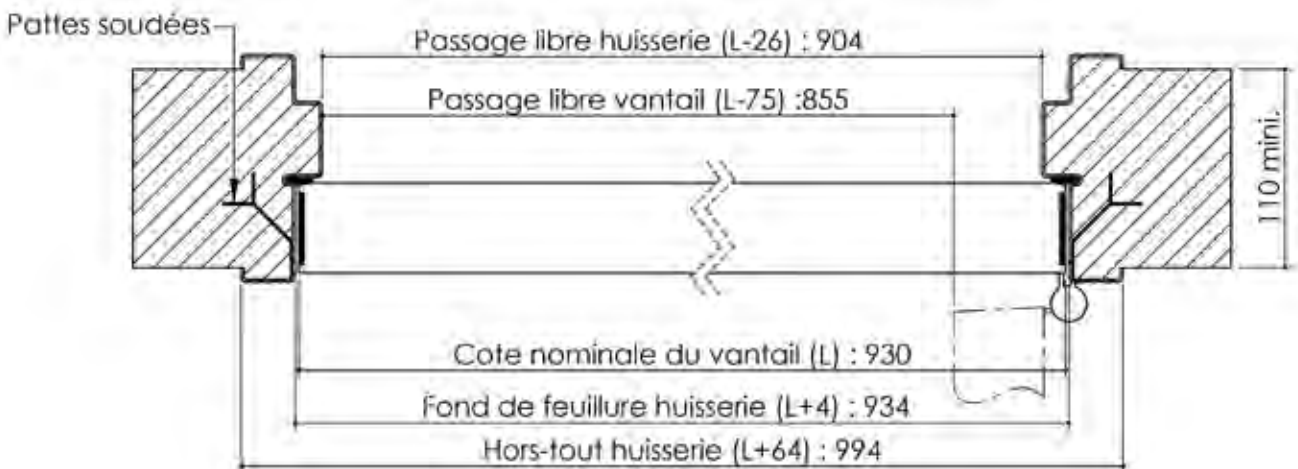 Pattes soudées
Passage libre huisserie (L-26) : 904
Passage libre vantail (L-75) :855
110 mini.
Cote nominale du vantail (L) : 930
Fond de feuillure huisserie (L+4) : 934
Hors-tout huisserie (L+64) : 994